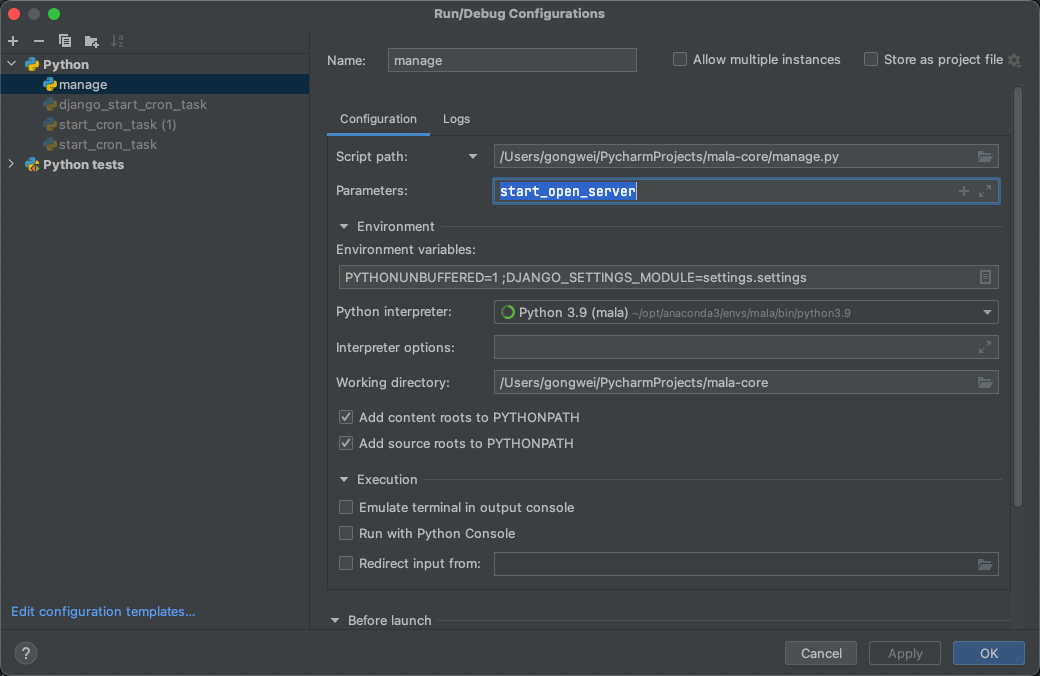 Run/Debug Configurations
Python
manage
django_start_cron_task
start_cron_task (1)
start_cron_task
Python tests
Edit configuration templates...
Name: manage
Allow multiple instances
Store as project file
Configuration Logs
Script path: /Users/gongwei/PycharmProjects/mala-core/manage.py
Parameters: start_open_server
Environment
Environment variables:
PYTHONUNBUFFERED=1 ;DJANGO_SETTINGS_MODULE=settings.settings
Python interpreter: Python 3.9 (mala) ~/opt/anaconda3/envs/mala/bin/python3.9
Interpreter options:
Working directory: /Users/gongwei/PycharmProjects/mala-core
Add content roots to PYTHONPATH
Add source roots to PYTHONPATH
Execution
Emulate terminal in output console
Run with Python Console
Redirect input from:
Before launch
? Cancel Apply OK